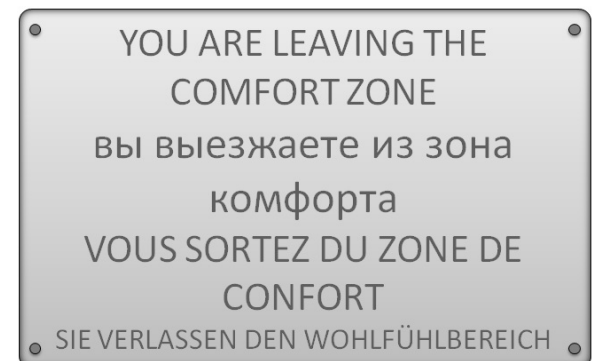 YOU ARE LEAVING THE
COMFORT ZONE
вы выезжаете из зона
комфорта
VOUS SORTEZ DU ZONE DE
CONFORT
SIE VERLASSEN DEN WOHLFÜHLBEREICH